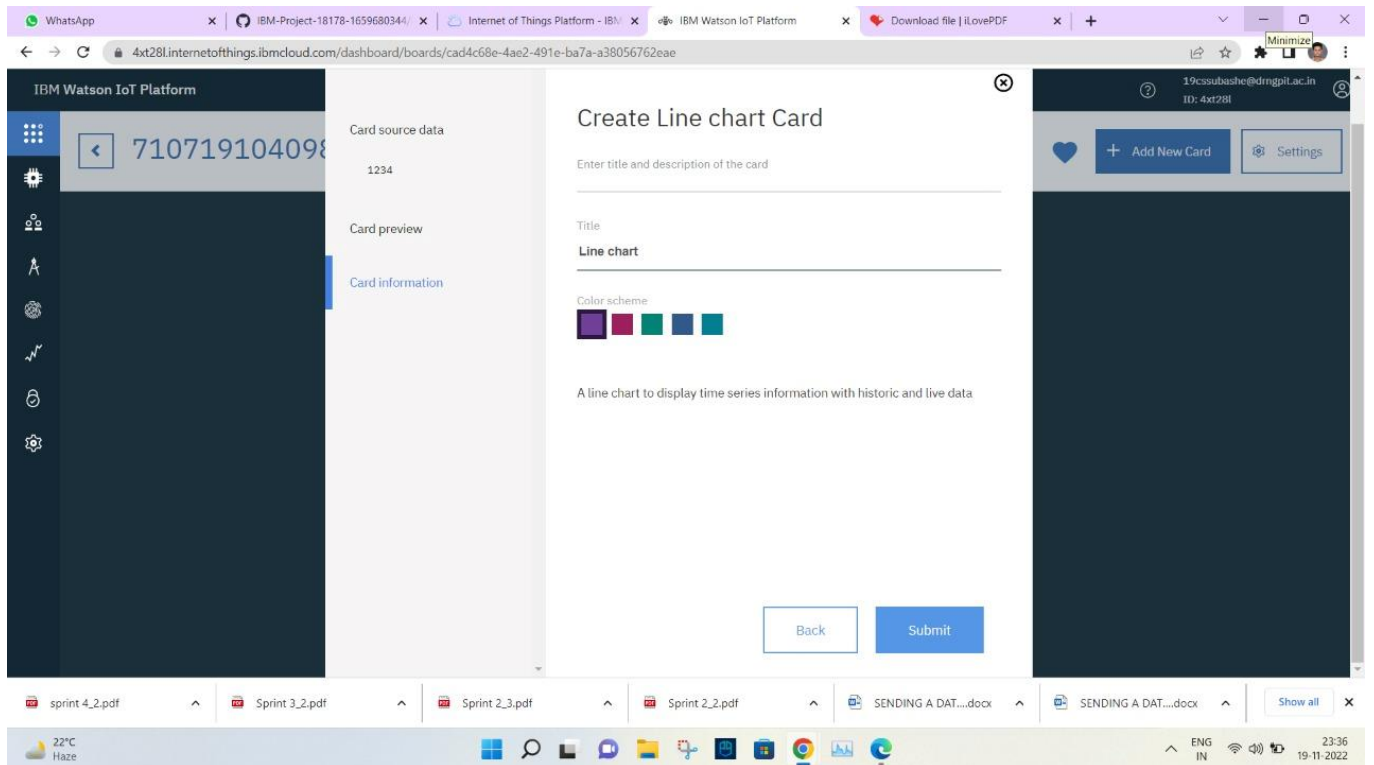 WhatsApp
IBM-Project-18178-1659680344/
Internet of Things Platform - IBM
IBM Watson IoT Platform
Download file | iLovePDF
Minimize
4xt28l.internetofthings.ibmcloud.com/dashboard/boards/cad4c68e-4ae2-491e-ba7a-a38056762eae
IBM Watson IoT Platform
19cssubashe@drngpit.ac.in
ID: 4xt28l
710719104098
+ Add New Card
Settings
Card source data
1234
Card preview
Card information
Create Line chart Card
Enter title and description of the card
Title
Line chart
Color scheme
A line chart to display time series information with historic and live data
Back
Submit
sprint 4_2.pdf
Sprint 3_2.pdf
Sprint 2_3.pdf
Sprint 2_2.pdf
SENDING A DAT....docx
SENDING A DAT....docx
Show all
22°C
Haze
ENG
IN
23:36
19-11-2022